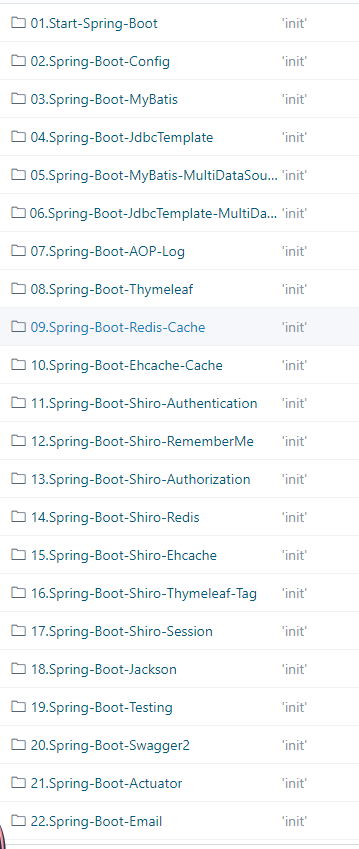 01.Start-Spring-Boot 'init'
02.Spring-Boot-Config 'init'
03.Spring-Boot-MyBatis 'init'
04.Spring-Boot-JdbcTemplate 'init'
05.Spring-Boot-MyBatis-MultiDataSou... 'init'
06.Spring-Boot-JdbcTemplate-MultiDa... 'init'
07.Spring-Boot-AOP-Log 'init'
08.Spring-Boot-Thymeleaf 'init'
09.Spring-Boot-Redis-Cache 'init'
10.Spring-Boot-Ehcache-Cache 'init'
11.Spring-Boot-Shiro-Authentication 'init'
12.Spring-Boot-Shiro-RememberMe 'init'
13.Spring-Boot-Shiro-Authorization 'init'
14.Spring-Boot-Shiro-Redis 'init'
15.Spring-Boot-Shiro-Ehcache 'init'
16.Spring-Boot-Shiro-Thymeleaf-Tag 'init'
17.Spring-Boot-Shiro-Session 'init'
18.Spring-Boot-Jackson 'init'
19.Spring-Boot-Testing 'init'
20.Spring-Boot-Swagger2 'init'
21.Spring-Boot-Actuator 'init'
22.Spring-Boot-Email 'init'